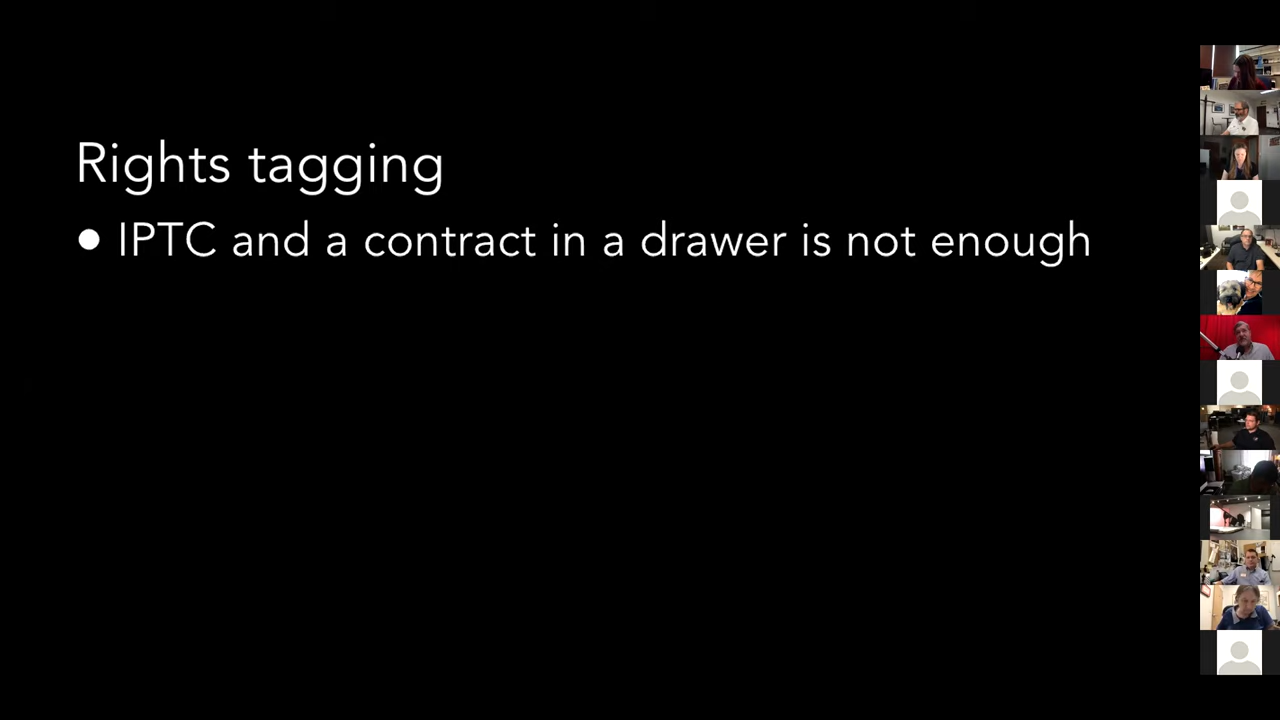 Rights tagging
● IPTC and a contract in a drawer is not enough